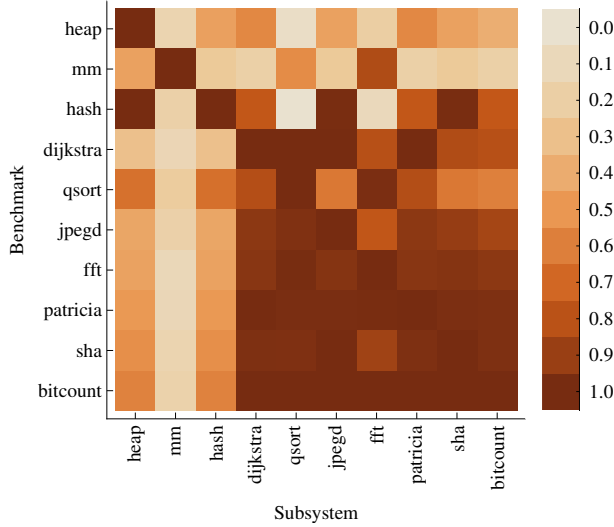 heap
mm
hash
dijkstra
qsort
jpegd
fft
patricia
sha
bitcount
Benchmark
heap
mm
hash
dijkstra
qsort
jpegd
fft
patricia
sha
bitcount
Subsystem
0.0
0.1
0.2
0.3
0.4
0.5
0.6
0.7
0.8
0.9
1.0